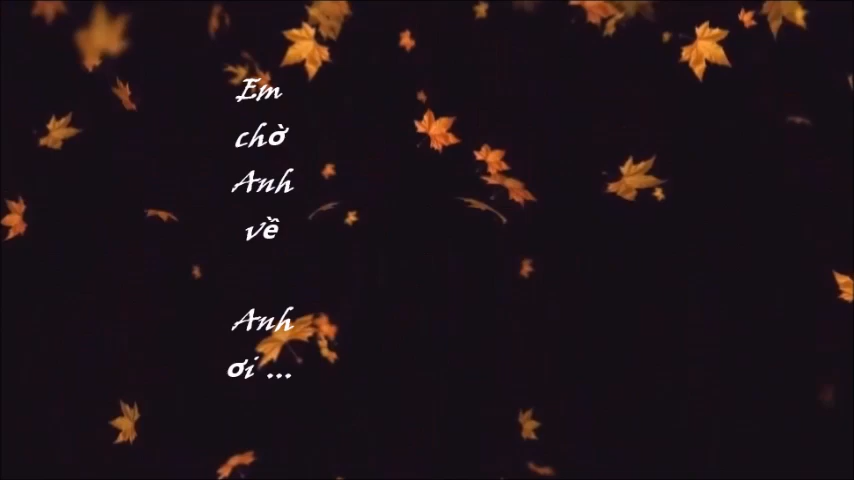 Em
chờ
Anh
về
Anh
ơi ...